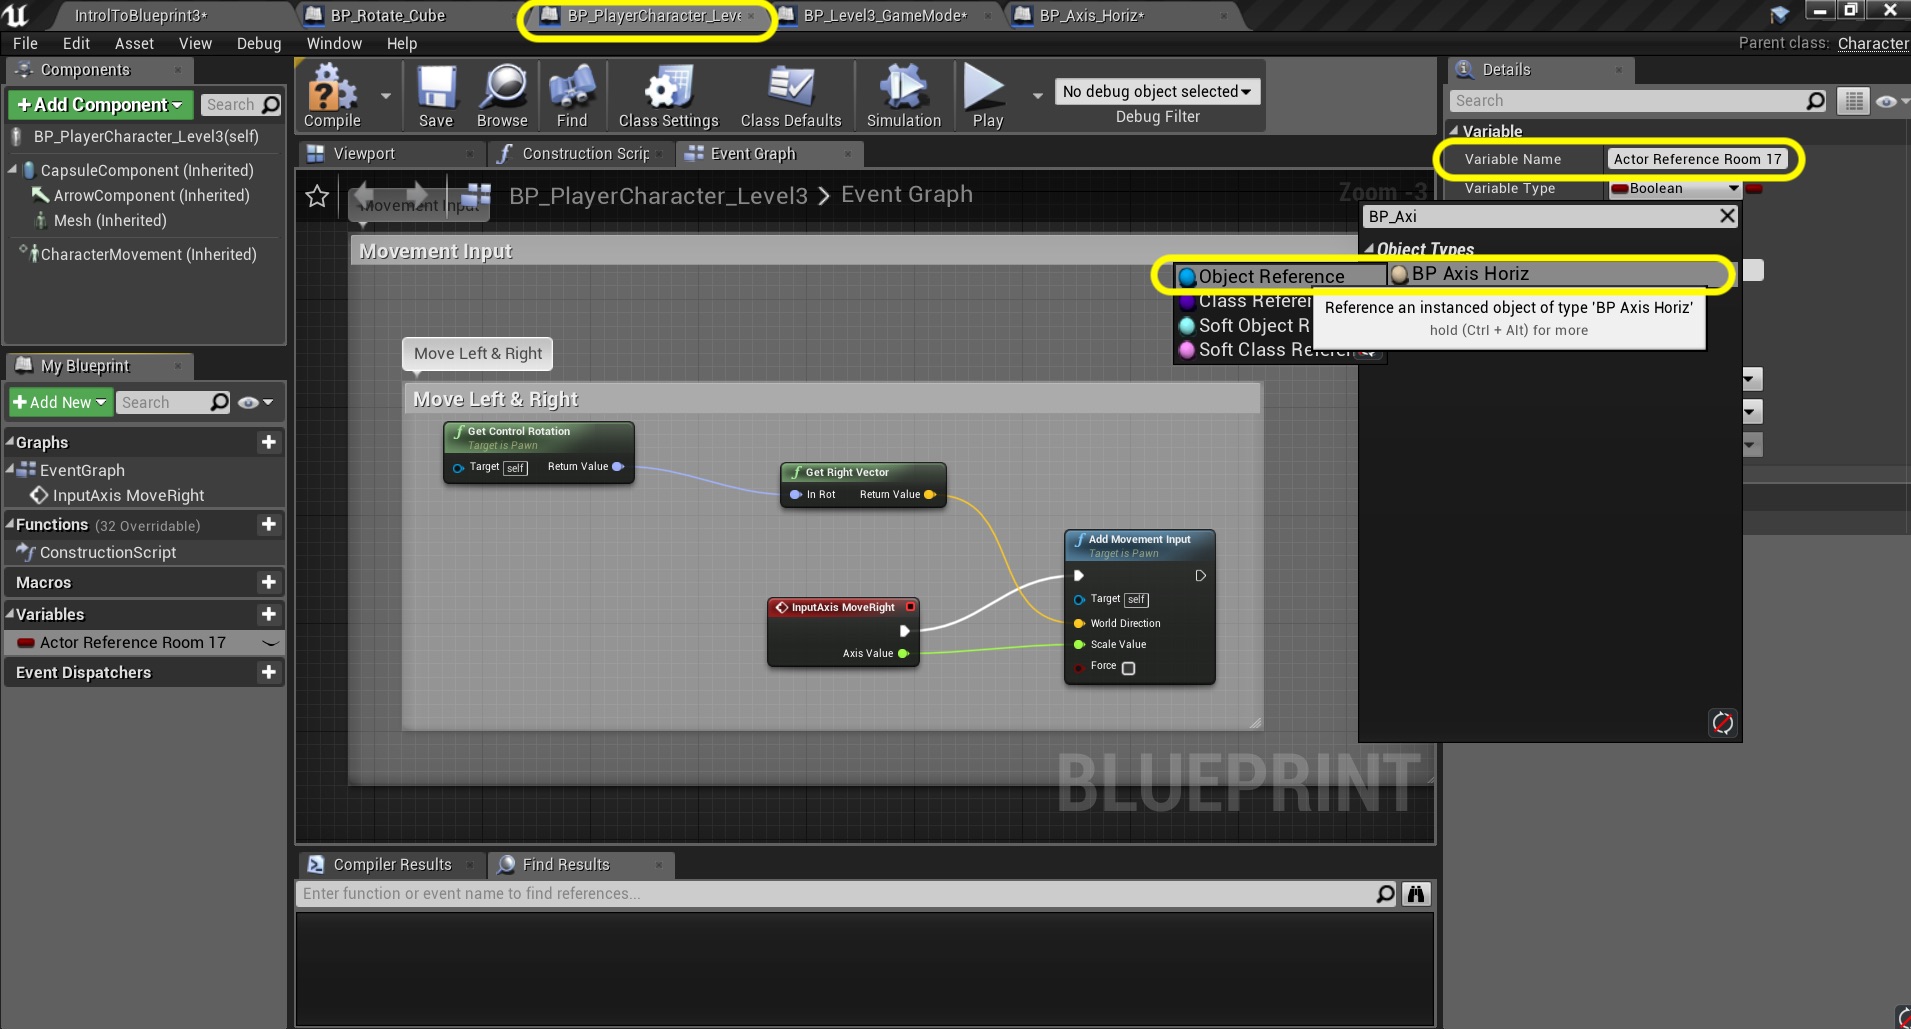 IntrolToBlueprint3*
BP_Rotate_Cube
BP_PlayerCharacter_Leve
BP_Level3_GameMode*
BP_Axis_Horiz*
File Edit Asset View Debug Window Help
Parent class: Character
Components
+Add Component
Search
BP_PlayerCharacter_Level3(self)
CapsuleComponent (Inherited)
ArrowComponent (Inherited)
Mesh (Inherited)
CharacterMovement (Inherited)
My Blueprint
+Add New
Search
Graphs
EventGraph
InputAxis MoveRight
Functions (32 Overridable)
ConstructionScript
Macros
Variables
Actor Reference Room 17
Event Dispatchers
Compile
Save
Browse
Find
Class Settings
Class Defaults
Simulation
Play
No debug object selected
Debug Filter
Viewport
Construction Scrip
Event Graph
BP_PlayerCharacter_Level3 > Event Graph
Zoom -3
Movement Input
Movement Input
Move Left & Right
Move Left & Right
Get Control Rotation
Target is Pawn
Target self Return Value
Get Right Vector
In Rot Return Value
InputAxis MoveRight
Axis Value
Add Movement Input
Target is Pawn
Target self
World Direction
Scale Value
Force
BLUEPRINT
Compiler Results
Find Results
Enter function or event name to find references...
Details
Search
Variable
Variable Name Actor Reference Room 17
Variable Type Boolean
BP_Axi
Object Types
BP Axis Horiz
Object Reference
Class Referer
Soft Object R
Soft Class Referer
Reference an instanced object of type 'BP Axis Horiz'
hold (Ctrl + Alt) for more